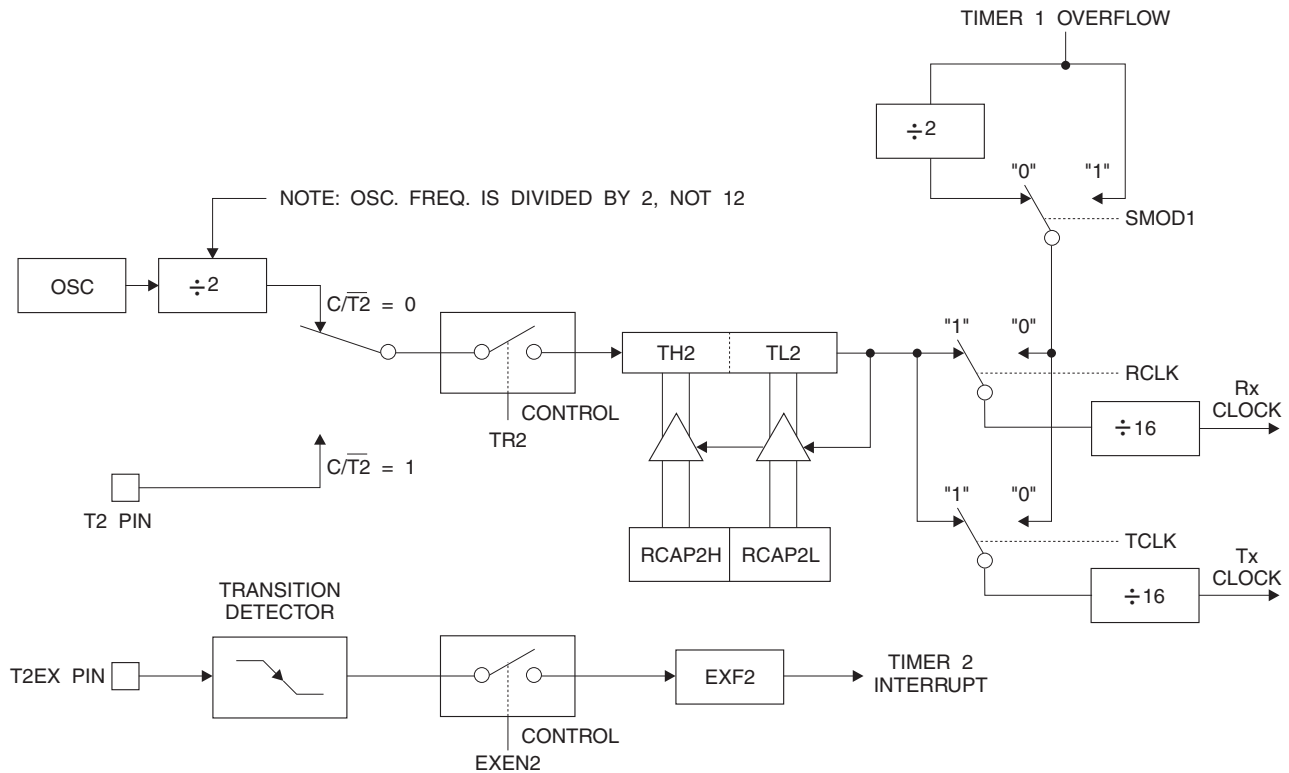 TIMER 1 OVERFLOW
÷2
"0" "1"
NOTE: OSC. FREQ. IS DIVIDED BY 2, NOT 12
SMOD1
OSC
÷2
C/T̅2̅ = 0
TH2 TL2
"1" "0"
RCLK
CONTROL
TR2
Rx
CLOCK
÷16
C/T̅2̅ = 1
T2 PIN
"1" "0"
RCAP2H RCAP2L
TCLK
Tx
CLOCK
÷16
TRANSITION
DETECTOR
T2EX PIN
EXF2
TIMER 2
INTERRUPT
CONTROL
EXEN2